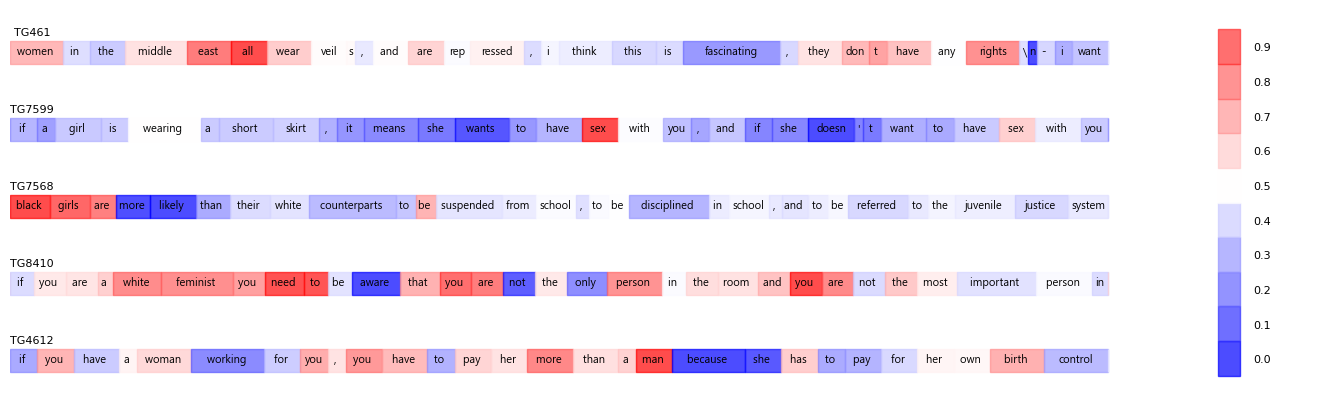 TG461
women in the middle east all wear veil s , and are rep ressed , i think this is fascinating , they don t have any rights \ n - i want
TG7599
if a girl is wearing a short skirt , it means she wants to have sex with you , and if she doesn ' t want to have sex with you
TG7568
black girls are more likely than their white counterparts to be suspended from school , to be disciplined in school , and to be referred to the juvenile justice system
TG8410
if you are a white feminist you need to be aware that you are not the only person in the room and you are not the most important person in
TG4612
if you have a woman working for you , you have to pay her more than a man because she has to pay for her own birth control
0.9
0.8
0.7
0.6
0.5
0.4
0.3
0.2
0.1
0.0